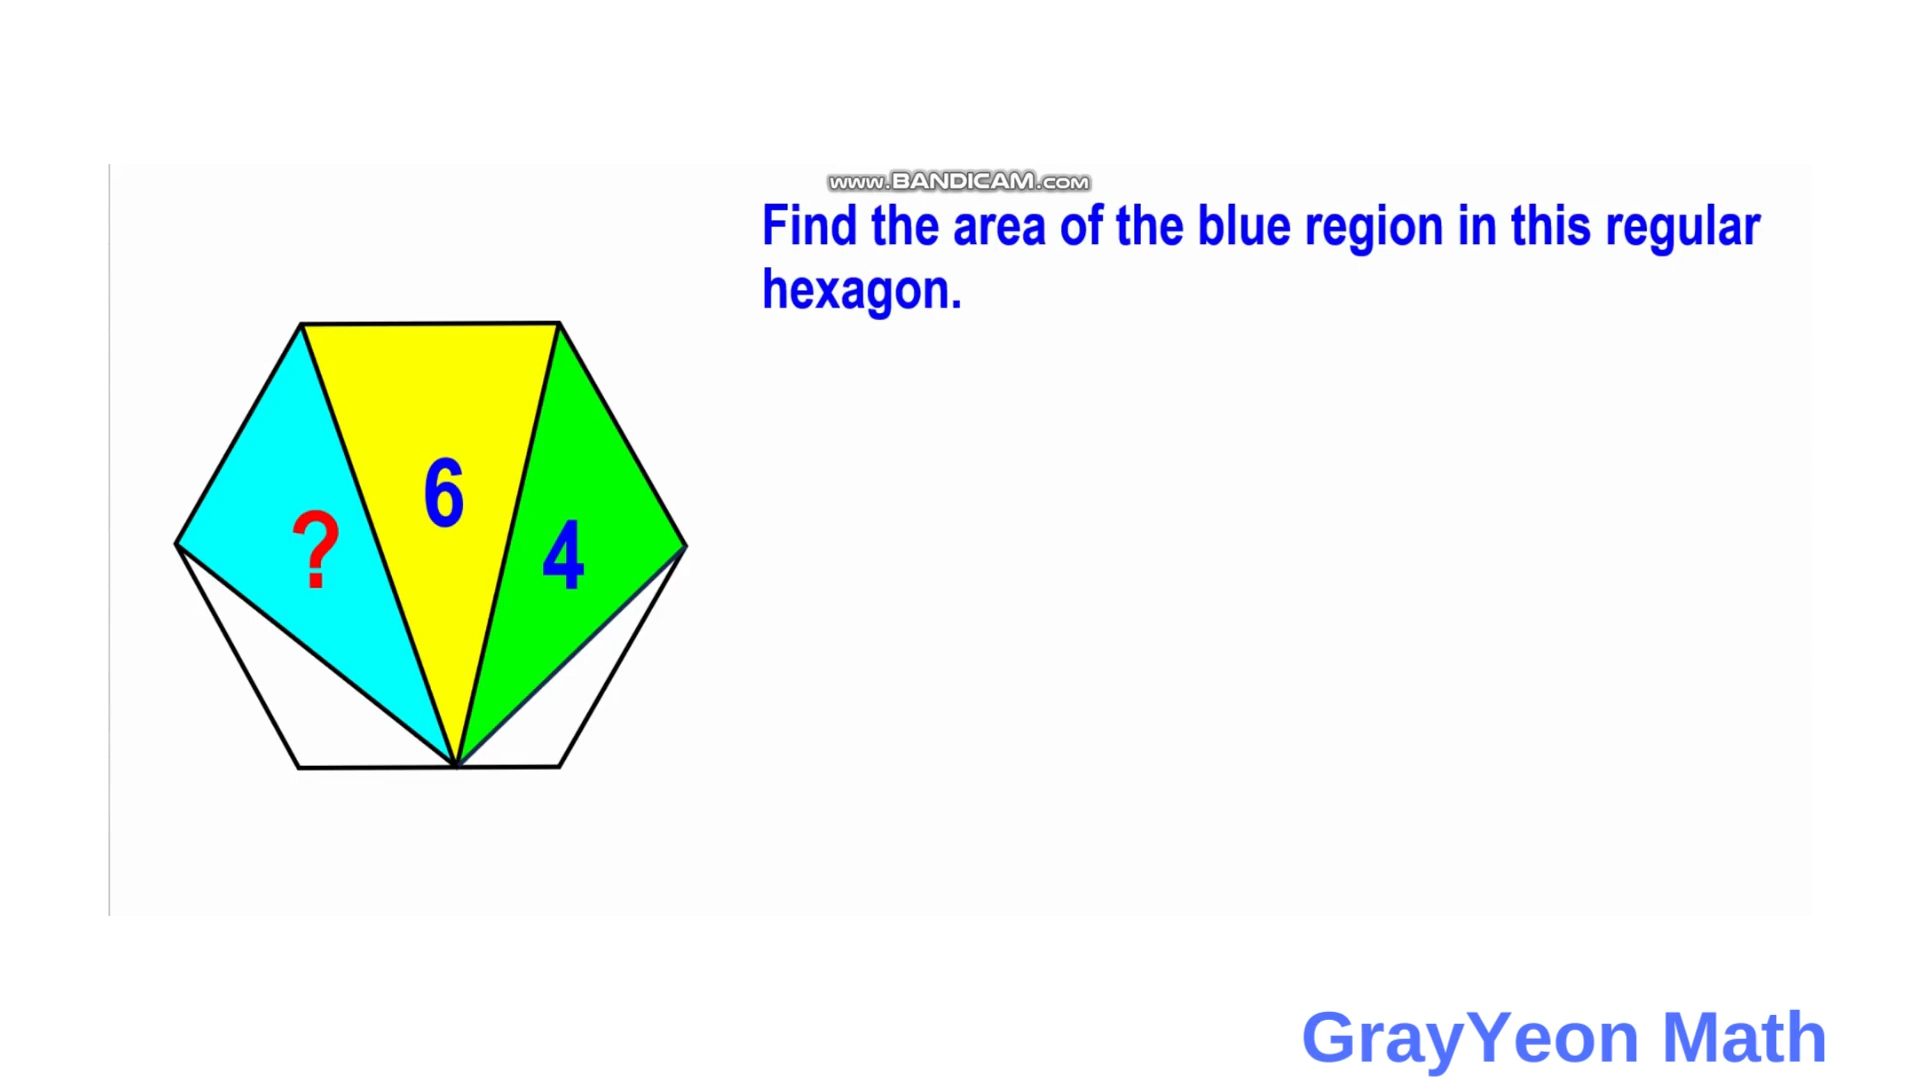 www.BANDICAM.com
Find the area of the blue region in this regular
hexagon.
6
?
4
GrayYeon Math